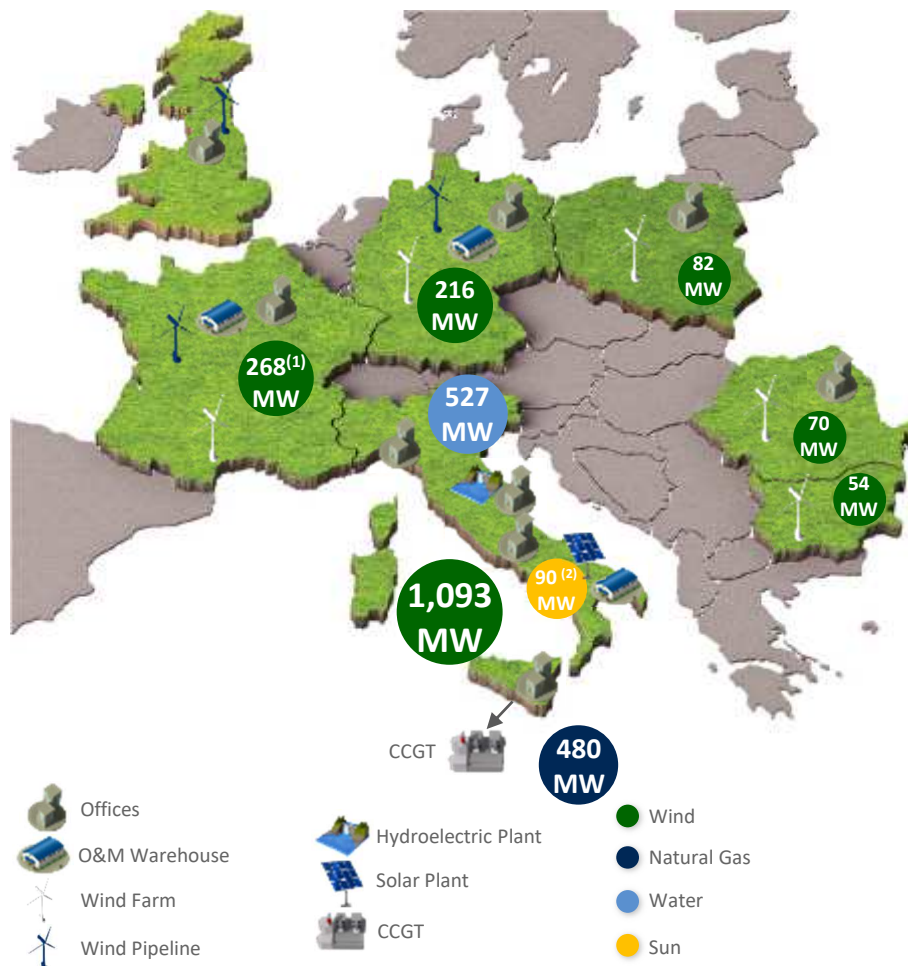 82
MW
216
MW
268(1)
MW
527
MW
70
MW
54
MW
90 (2)
MW
1,093
MW
CCGT
480
MW
Offices
O&M Warehouse
Wind Farm
Wind Pipeline
Hydroelectric Plant
Solar Plant
CCGT
Wind
Natural Gas
Water
Sun